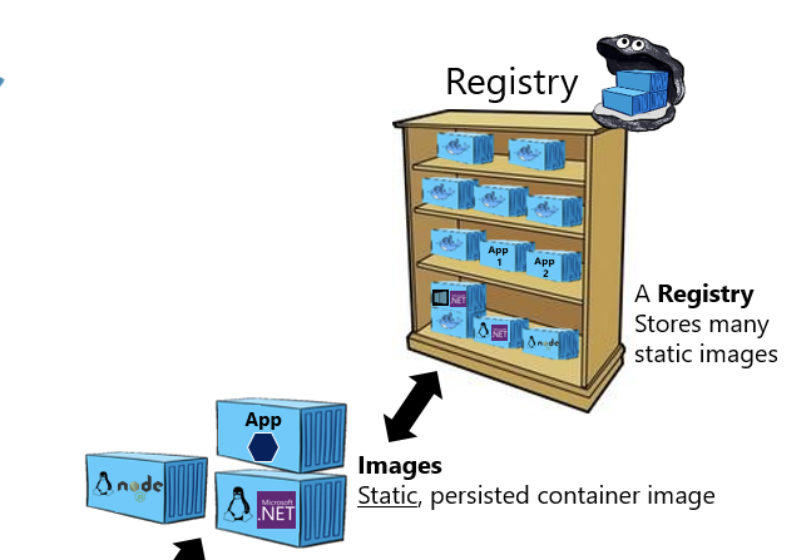 Registry
App
1
App
2
.NET
.NET
node
A Registry
Stores many
static images
App
node
Microsoft
.NET
Images
Static, persisted container image